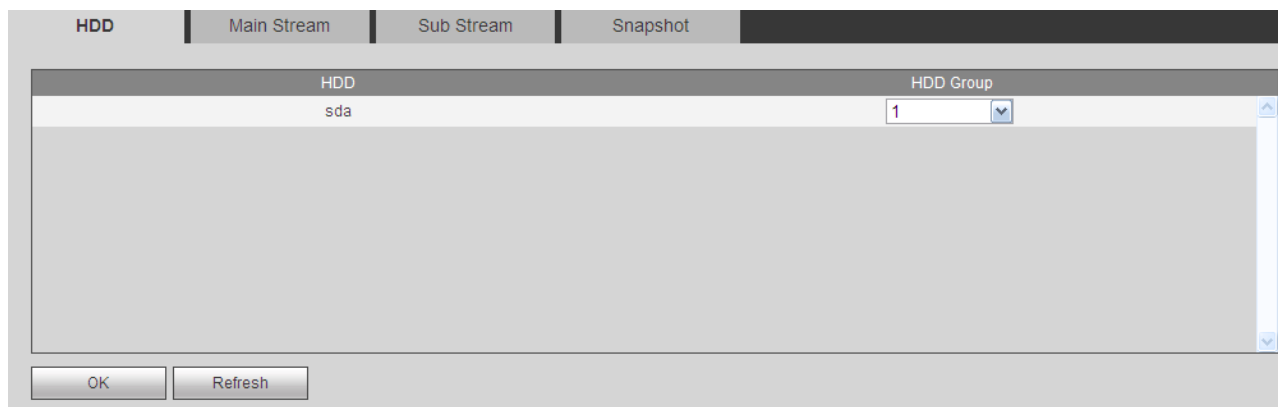 HDD Main Stream Sub Stream Snapshot
HDD HDD Group
sda 1
OK Refresh